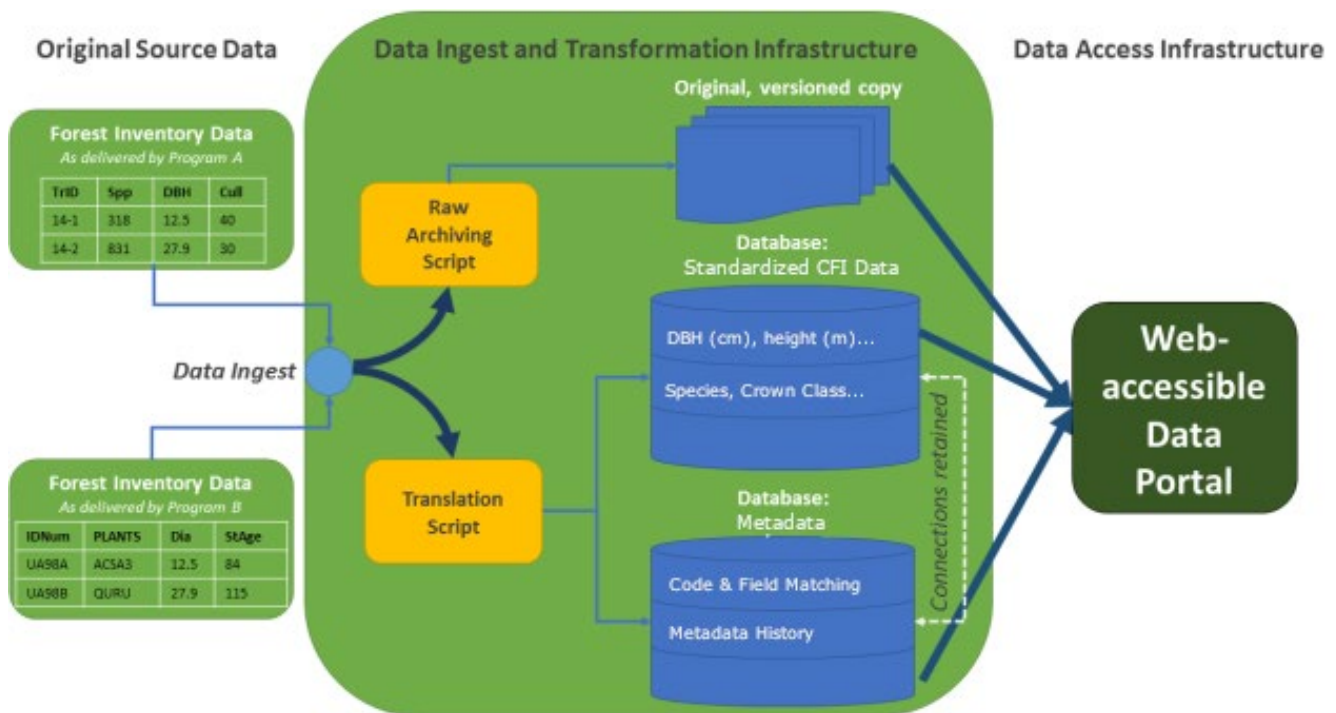 Original Source Data
Data Ingest and Transformation Infrastructure
Data Access Infrastructure
Forest Inventory Data
As delivered by Program A
TrID Spp DBH Cull
14-1 318 12.5 40
14-2 831 27.9 30
Data Ingest
Forest Inventory Data
As delivered by Program B
IDNum PLANTS Dia StAge
UA98A ACSA3 12.5 84
UA98B QURU 27.9 115
Raw
Archiving
Script
Translation
Script
Original, versioned copy
Database:
Standardized CFI Data
DBH (cm), height (m)...
Species, Crown Class...
Database:
Metadata
Code & Field Matching
Metadata History
Connections retained
Web-
accessible
Data
Portal